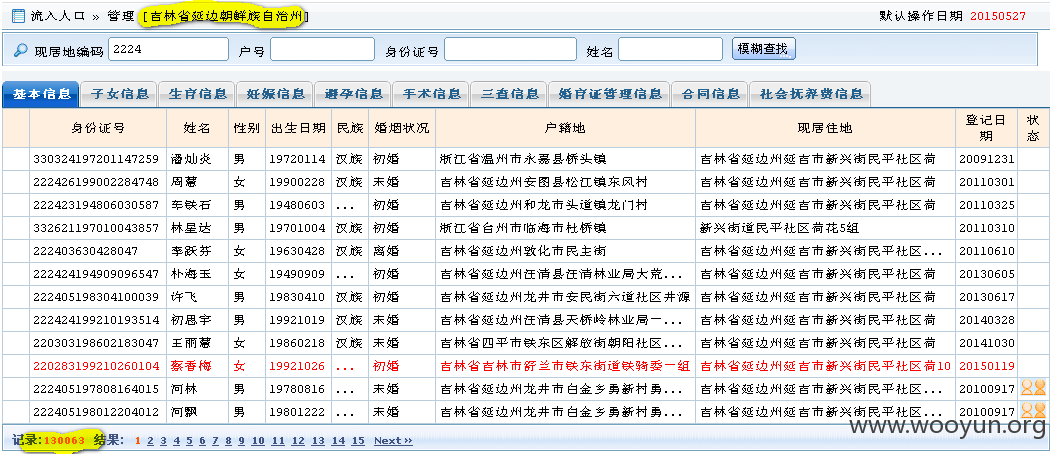 流入人口 » 管理 [吉林省延边朝鲜族自治州] 默认操作日期 20150527
现居地编码 2224 户号 身份证号 姓名 模糊查找
基本信息 子女信息 生育信息 妊娠信息 避孕信息 手术信息 三查信息 婚育证管理信息 合同信息 社会抚养费信息
身份证号 姓名 性别 出生日期 民族 婚姻状况 户籍地 现居住地 登记日期 状态
330324197201147259 潘灿炎 男 19720114 汉族 初婚 浙江省温州市永嘉县桥头镇 吉林省延边州延吉市新兴街民平社区荷 20091231
222426199002284748 周慧 女 19900228 汉族 未婚 吉林省延边州安图县松江镇东风村 吉林省延边州延吉市新兴街民平社区荷 20110301
222423194806030587 车铁石 男 19480603 ... 初婚 吉林省延边州和龙市头道镇龙门村 吉林省延边州延吉市新兴街民平社区荷 20110325
332621197010043857 林星达 男 19701004 汉族 初婚 浙江省台州市临海市杜桥镇 新兴街道民平社区荷花5组 20110310
222403630428047 李跃芬 女 19630428 汉族 离婚 吉林省延边州敦化市民主街 吉林省延边州延吉市新兴街民平社区... 20110610
222424194909096547 朴海玉 女 19490909 ... 初婚 吉林省延边州汪清县汪清林业局大荒... 吉林省延边州延吉市新兴街民平社区荷 20130605
222405198304100039 许飞 男 19830410 汉族 初婚 吉林省延边州龙井市安民街六道社区井源 吉林省延边州延吉市新兴街民平社区荷 20130617
222424199210193514 初思宇 男 19921019 汉族 未婚 吉林省延边州汪清县天桥岭林业局一... 吉林省延边州延吉市新兴街民平社区荷 20140328
220303198602183047 王丽慧 女 19860218 汉族 未婚 吉林省四平市铁东区解放街朝阳社区... 吉林省延边州延吉市新兴街民平社区荷 20141030
220283199210260104 蔡香梅 女 19921026 ... 初婚 吉林省吉林市舒兰市铁东街道铁骑委一组 吉林省延边州延吉市新兴街民平社区荷10 20150119
222405197808164015 河林 男 19780816 ... 未婚 吉林省延边州龙井市白金乡勇新村勇... 吉林省延边州延吉市新兴街民平社区... 20100917
222405198012204012 河飘 男 19801222 ... 未婚 吉林省延边州龙井市白金乡勇新村勇... 吉林省延边州延吉市新兴街民平社区... 20100917
记录:130063 结果: 1 2 3 4 5 6 7 8 9 10 11 12 13 14 15 Next»
www.wooyun.org